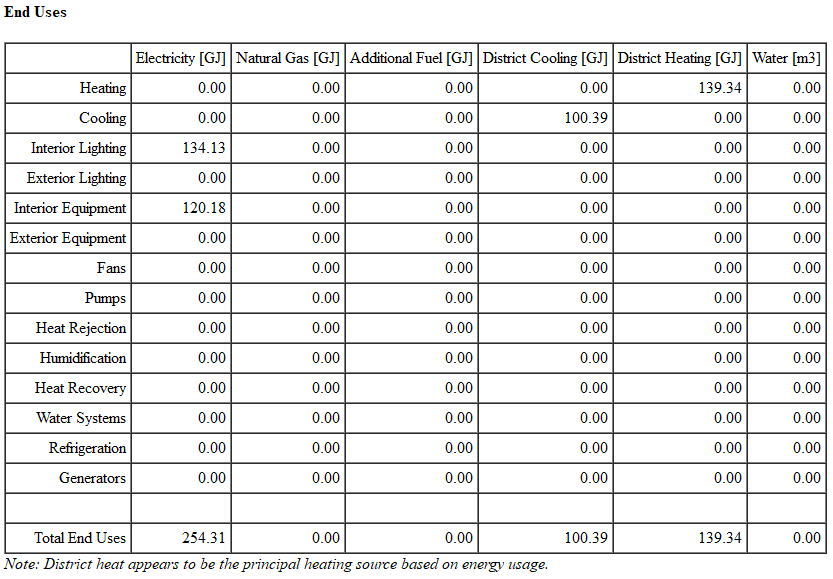 End Uses
Electricity [GJ] Natural Gas [GJ] Additional Fuel [GJ] District Cooling [GJ] District Heating [GJ] Water [m3]
Heating 0.00 0.00 0.00 0.00 139.34 0.00
Cooling 0.00 0.00 0.00 100.39 0.00 0.00
Interior Lighting 134.13 0.00 0.00 0.00 0.00 0.00
Exterior Lighting 0.00 0.00 0.00 0.00 0.00 0.00
Interior Equipment 120.18 0.00 0.00 0.00 0.00 0.00
Exterior Equipment 0.00 0.00 0.00 0.00 0.00 0.00
Fans 0.00 0.00 0.00 0.00 0.00 0.00
Pumps 0.00 0.00 0.00 0.00 0.00 0.00
Heat Rejection 0.00 0.00 0.00 0.00 0.00 0.00
Humidification 0.00 0.00 0.00 0.00 0.00 0.00
Heat Recovery 0.00 0.00 0.00 0.00 0.00 0.00
Water Systems 0.00 0.00 0.00 0.00 0.00 0.00
Refrigeration 0.00 0.00 0.00 0.00 0.00 0.00
Generators 0.00 0.00 0.00 0.00 0.00 0.00
Total End Uses 254.31 0.00 0.00 100.39 139.34 0.00
Note: District heat appears to be the principal heating source based on energy usage.